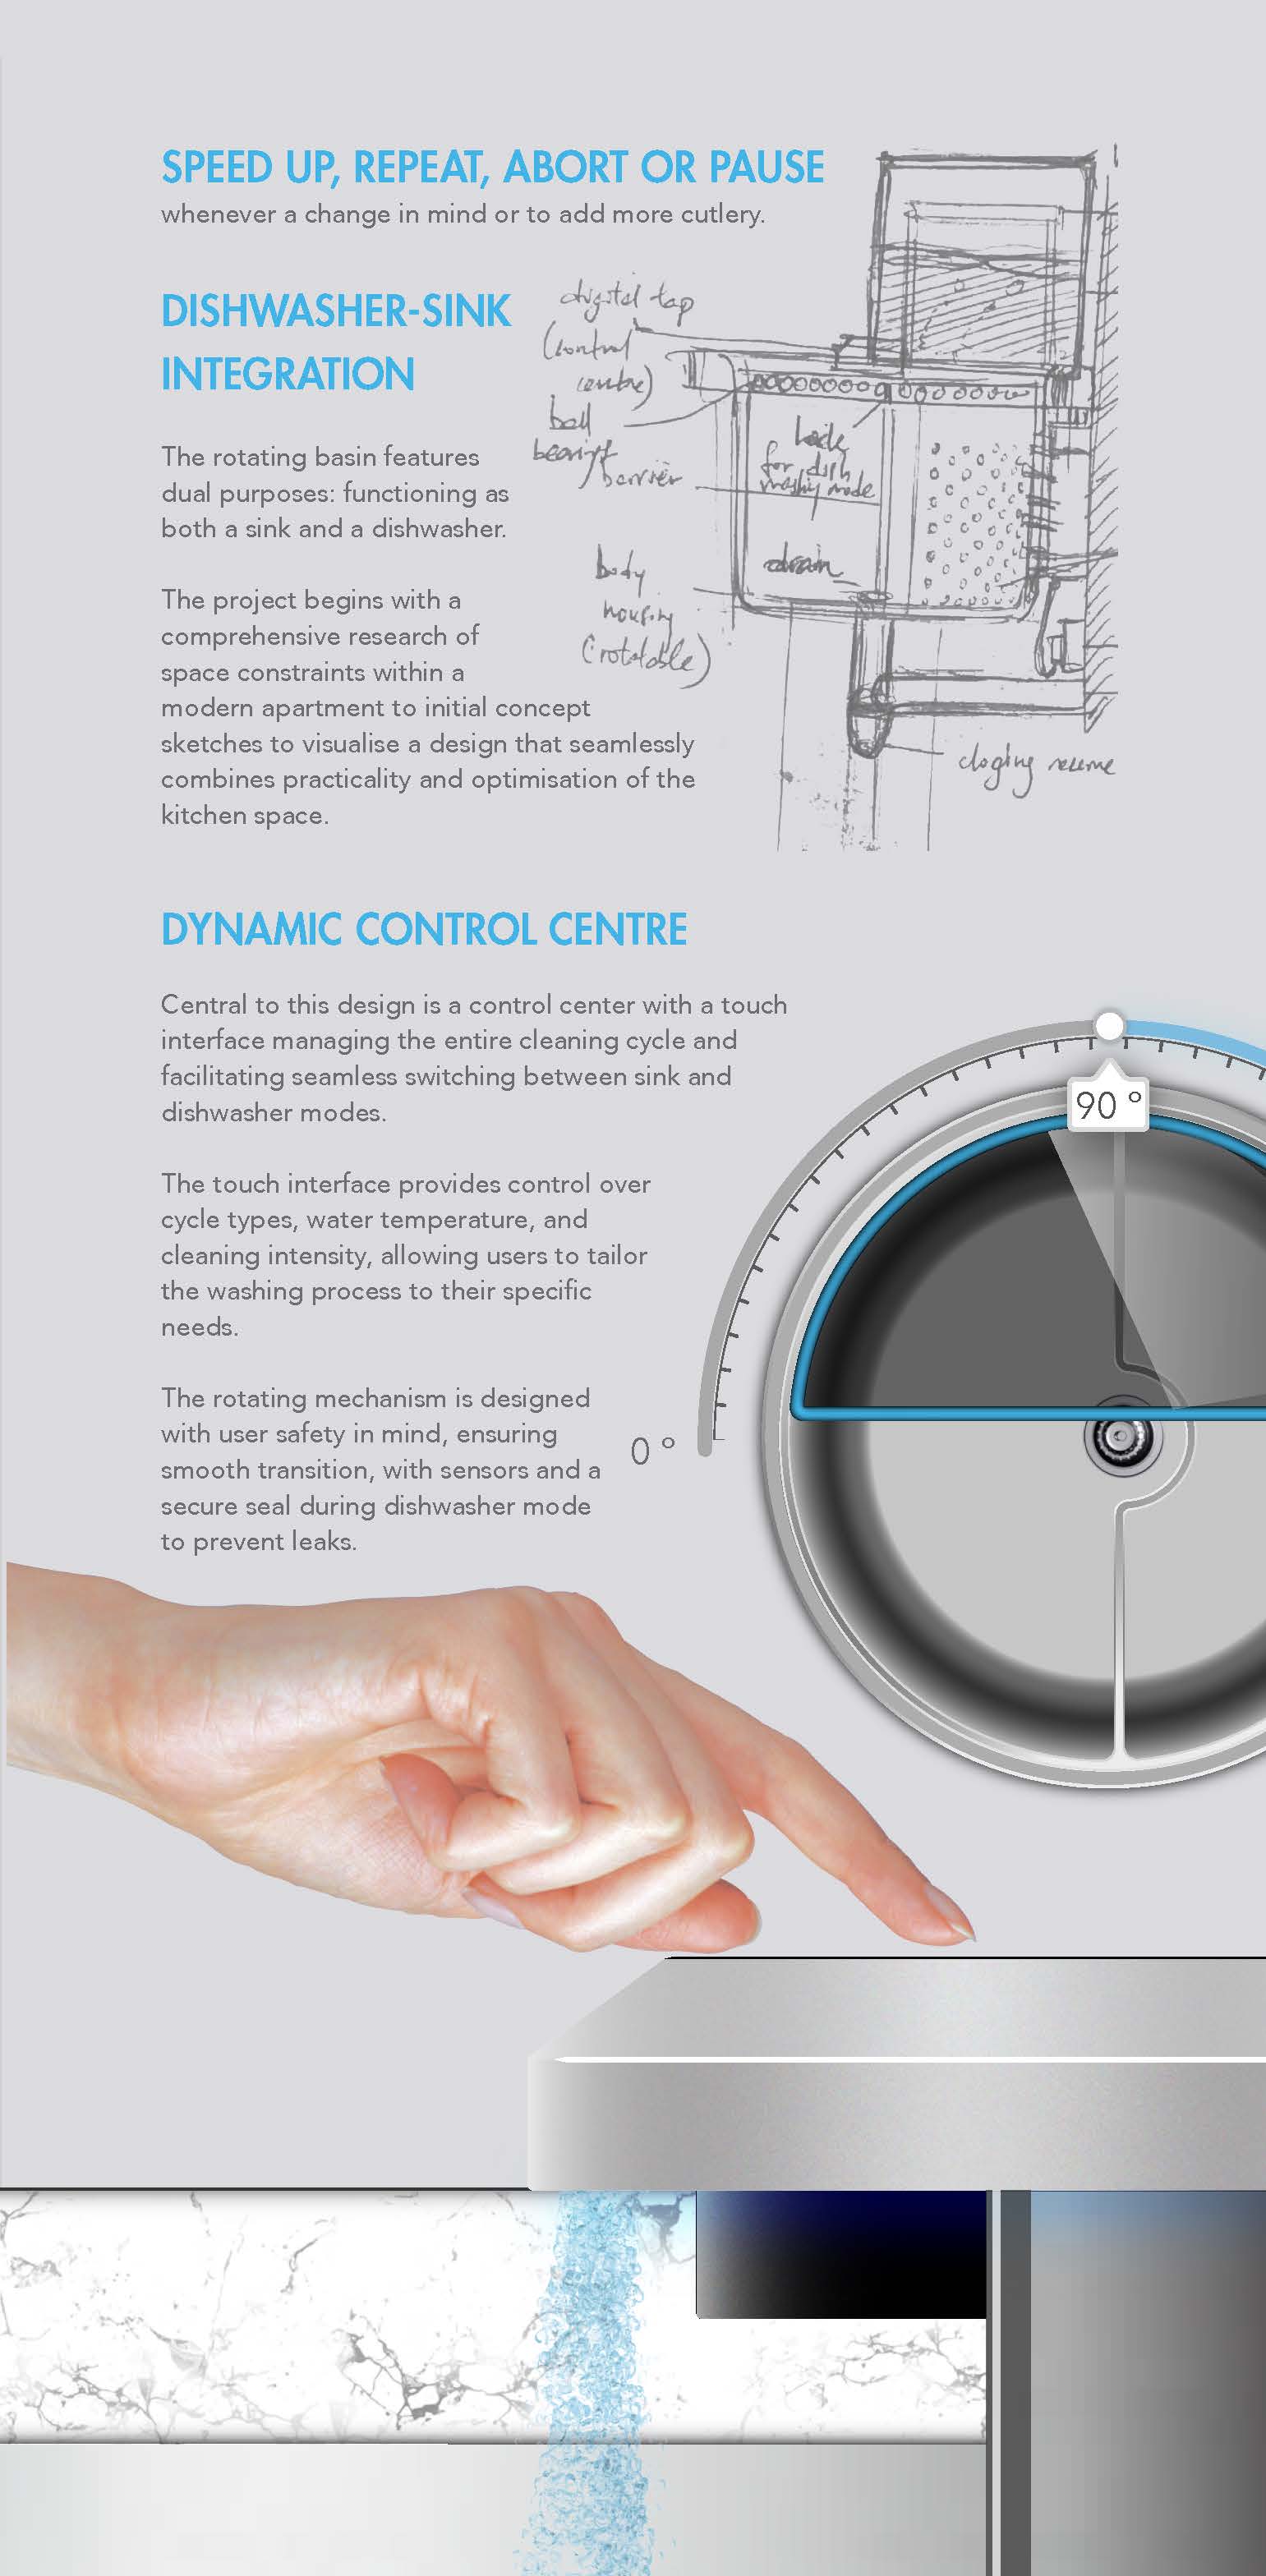 SPEED UP, REPEAT, ABORT OR PAUSE
whenever a change in mind or to add more cutlery.
DISHWASHER-SINK
INTEGRATION
The rotating basin features
dual purposes: functioning as
both a sink and a dishwasher.
The project begins with a
comprehensive research of
space constraints within a
modern apartment to initial concept
sketches to visualise a design that seamlessly
combines practicality and optimisation of the
kitchen space.
digital tap
(control
centre)
ball
bearings
barrier
body
housing
(rotatable)
for dish
washing mode
drain
DYNAMIC CONTROL CENTRE
Central to this design is a control center with a touch
interface managing the entire cleaning cycle and
facilitating seamless switching between sink and
dishwasher modes.
The touch interface provides control over
cycle types, water temperature, and
cleaning intensity, allowing users to tailor
the washing process to their specific
needs.
The rotating mechanism is designed
with user safety in mind, ensuring
smooth transition, with sensors and a
secure seal during dishwasher mode
to prevent leaks.
90 °
0 °